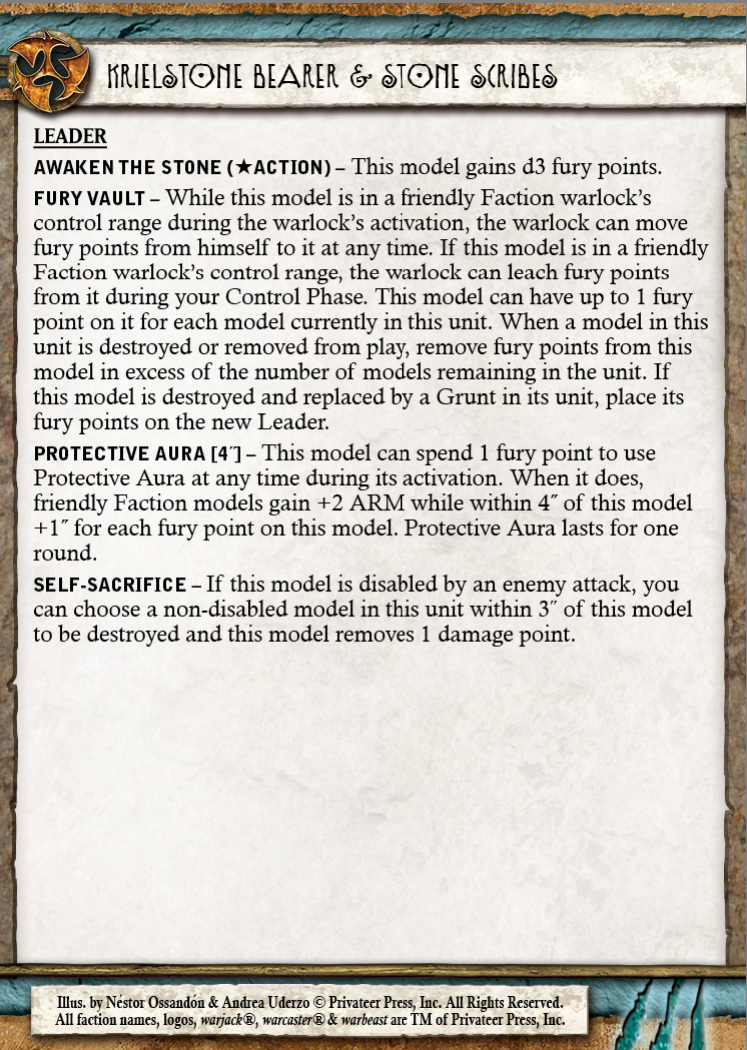 KRIELSTONE BEARER & STONE SCRIBES
LEADER
AWAKEN THE STONE (★ACTION) – This model gains d3 fury points.
FURY VAULT – While this model is in a friendly Faction warlock's
control range during the warlock's activation, the warlock can move
fury points from himself to it at any time. If this model is in a friendly
Faction warlock's control range, the warlock can leach fury points
from it during your Control Phase. This model can have up to 1 fury
point on it for each model currently in this unit. When a model in this
unit is destroyed or removed from play, remove fury points from this
model in excess of the number of models remaining in the unit. If
this model is destroyed and replaced by a Grunt in its unit, place its
fury points on the new Leader.
PROTECTIVE AURA [4˝] – This model can spend 1 fury point to use
Protective Aura at any time during its activation. When it does,
friendly Faction models gain +2 ARM while within 4˝ of this model
+1˝ for each fury point on this model. Protective Aura lasts for one
round.
SELF-SACRIFICE – If this model is disabled by an enemy attack, you
can choose a non-disabled model in this unit within 3˝ of this model
to be destroyed and this model removes 1 damage point.
Illus. by Néstor Ossandón & Andrea Uderzo © Privateer Press, Inc. All Rights Reserved.
All faction names, logos, warjack®, warcaster® & warbeast are TM of Privateer Press, Inc.